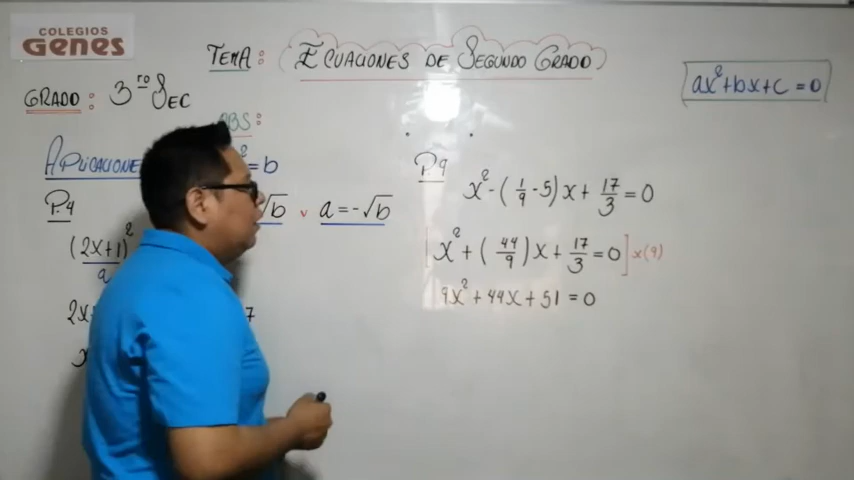 COLEGIOS
Genes
TEMA: ECUACIONES DE SEGUNDO GRADO
ax²+bx+c=0
GRADO: 3ro SEC
OBS:
²=b
√b v a=-√b
P.4
(2x+1)²
a
2x
7
x
P.9
x²-(1/9-5)x+17/3=0
[x²+(44/9)x+17/3=0]x(9)
9x²+44x+51=0